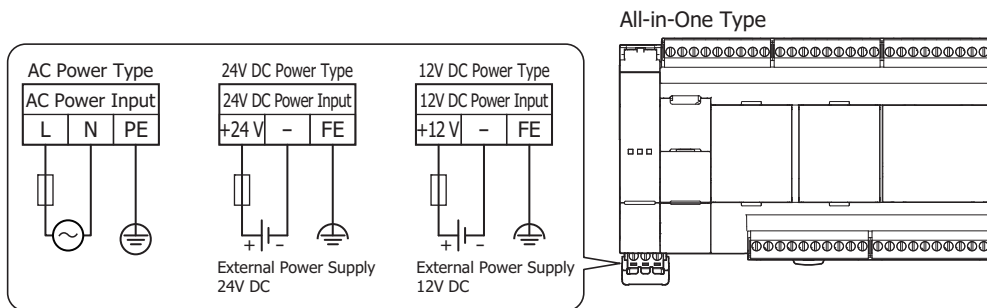 All-in-One Type
AC Power Type
AC Power Input
L N PE
24V DC Power Type
24V DC Power Input
+24 V – FE
+ –
External Power Supply
24V DC
12V DC Power Type
12V DC Power Input
+12 V – FE
+ –
External Power Supply
12V DC